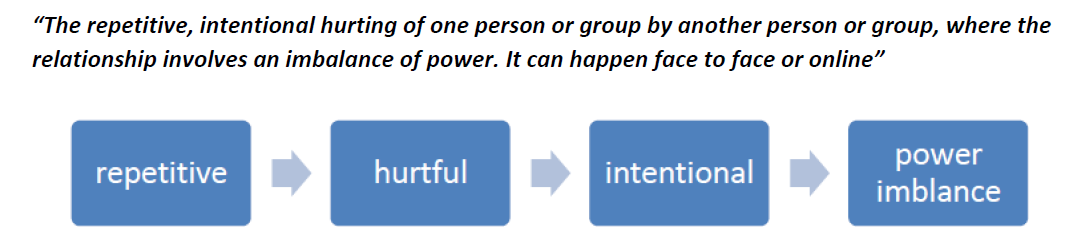 “The repetitive, intentional hurting of one person or group by another person or group, where the
relationship involves an imbalance of power. It can happen face to face or online”
repetitive
hurtful
intentional
power
imblance